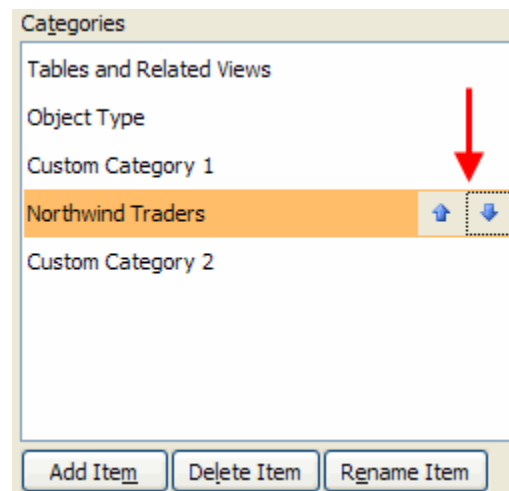 Categories
Tables and Related Views
Object Type
Custom Category 1
Northwind Traders
Custom Category 2
Add Item Delete Item Rename Item